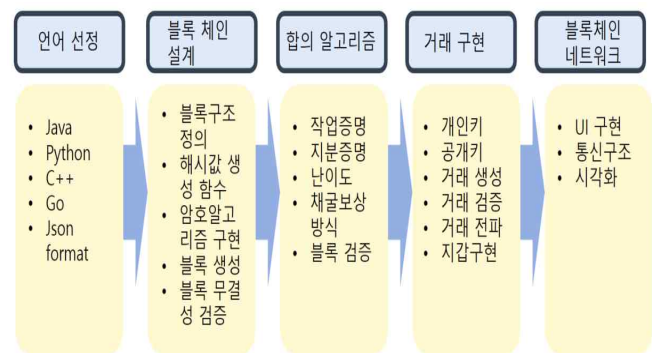 언어 선정
블록 체인
설계
합의 알고리즘
거래 구현
블록체인
네트워크
• Java
• Python
• C++
• Go
• Json
format
• 블록구조
정의
• 해시값 생
성 함수
• 암호알고
리즘 구현
• 블록 생성
• 블록 무결
성 검증
• 작업증명
• 지분증명
• 난이도
• 채굴보상
방식
• 블록 검증
• 개인키
• 공개키
• 거래 생성
• 거래 검증
• 거래 전파
• 지갑구현
• UI 구현
• 통신구조
• 시각화